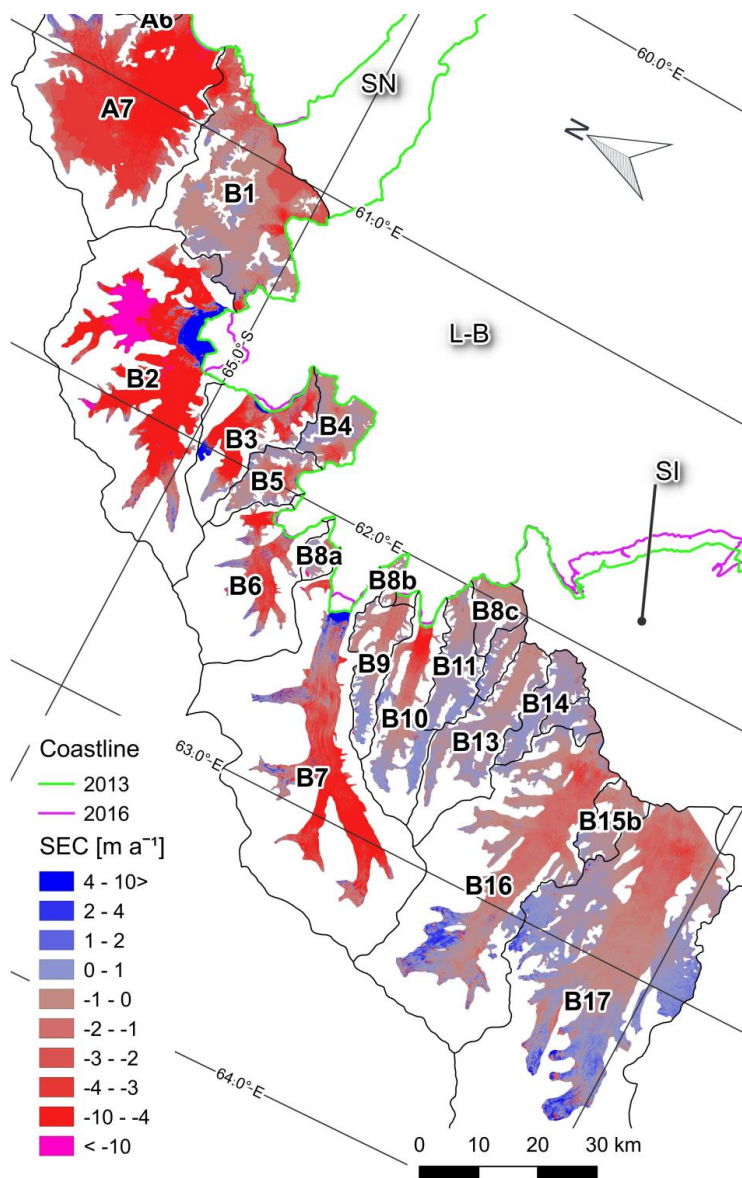 A6
60.0°E
SN
A7
N
B1
61.0°E
L-B
65.0°S
B2
B3
B4
B5
SI
62.0°E
B8a
B6
B8b
B8c
B9
B11
B14
B10
B13
Coastline
2013
2016
63.0°E
B7
SEC [m a⁻¹]
B15b
4 - 10>
2 - 4
B16
1 - 2
0 - 1
-1 - 0
-2 - -1
B17
-3 - -2
-4 - -3
64.0°E
-10 - -4
< -10
0 10 20 30 km